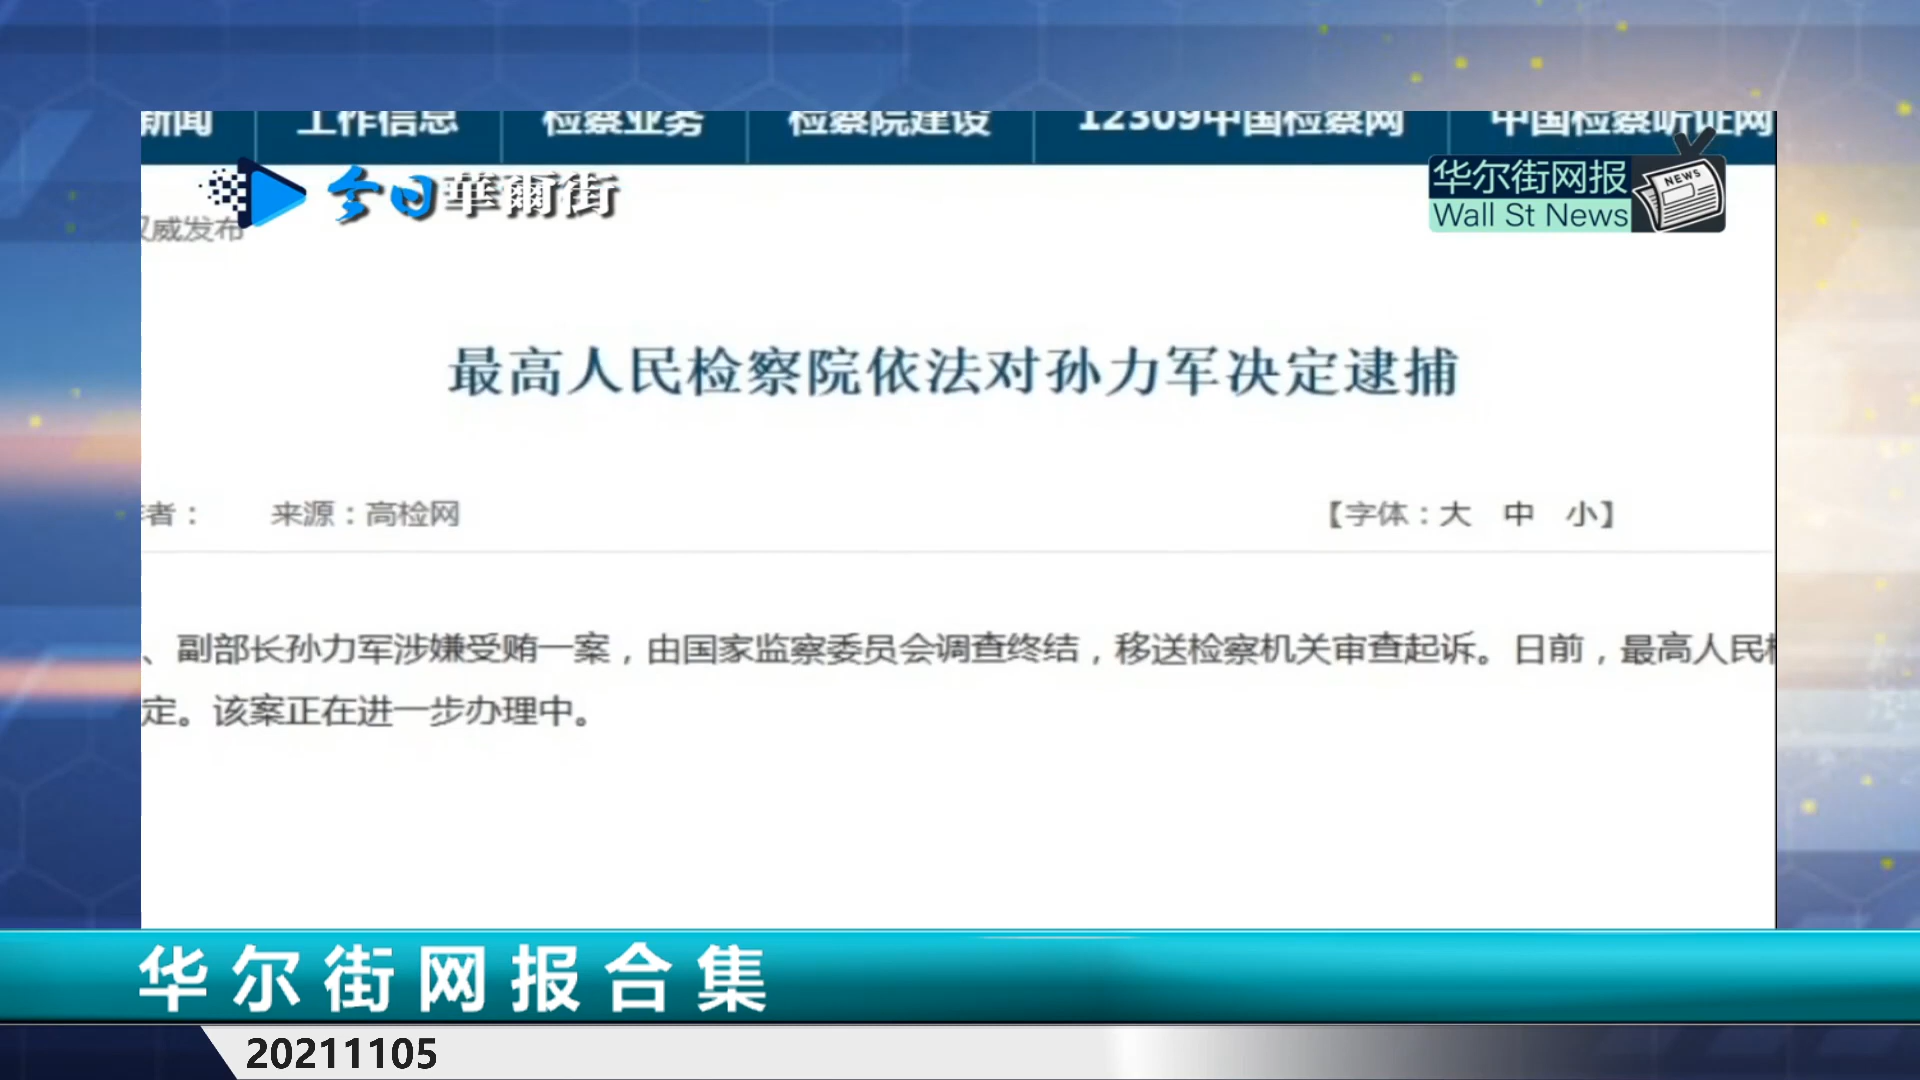 新闻 工作信息 检察业务 检察院建设 12309中国检察网 中国检察听证网
今日華爾街
华尔街网报
Wall St News
NEWS
权威发布
最高人民检察院依法对孙力军决定逮捕
者： 来源：高检网 【字体：大 中 小】
、副部长孙力军涉嫌受贿一案，由国家监察委员会调查终结，移送检察机关审查起诉。日前，最高人民检
定。该案正在进一步办理中。
华尔街网报合集
20211105